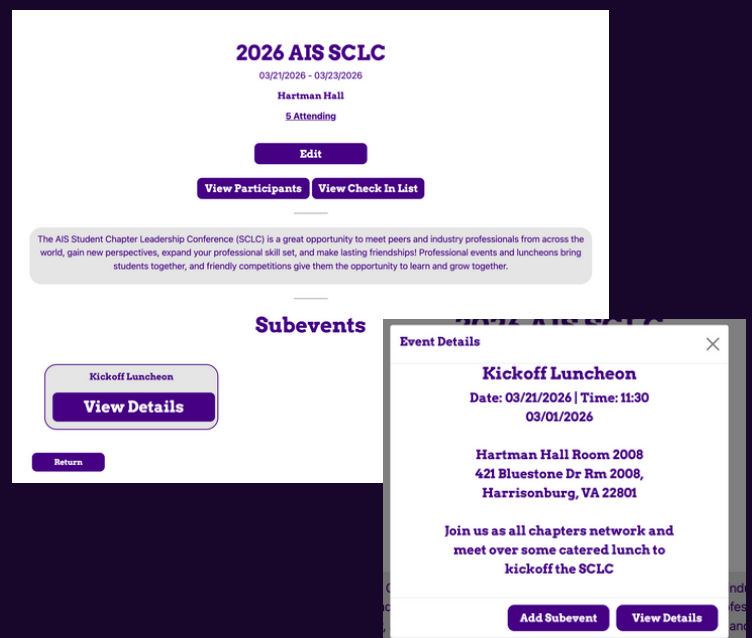 2026 AIS SCLC
03/21/2026 - 03/23/2026
Hartman Hall
5 Attending
Edit
View Participants View Check In List
The AIS Student Chapter Leadership Conference (SCLC) is a great opportunity to meet peers and industry professionals from across the
world, gain new perspectives, expand your professional skill set, and make lasting friendships! Professional events and luncheons bring
students together, and friendly competitions give them the opportunity to learn and grow together.
Subevents
Kickoff Luncheon
View Details
Return
2026 AIS SCLC
Event Details
Kickoff Luncheon
Date: 03/21/2026 | Time: 11:30
03/01/2026
Hartman Hall Room 2008
421 Bluestone Dr Rm 2008,
Harrisonburg, VA 22801
Join us as all chapters network and
meet over some catered lunch to
kickoff the SCLC
Add Subevent View Details